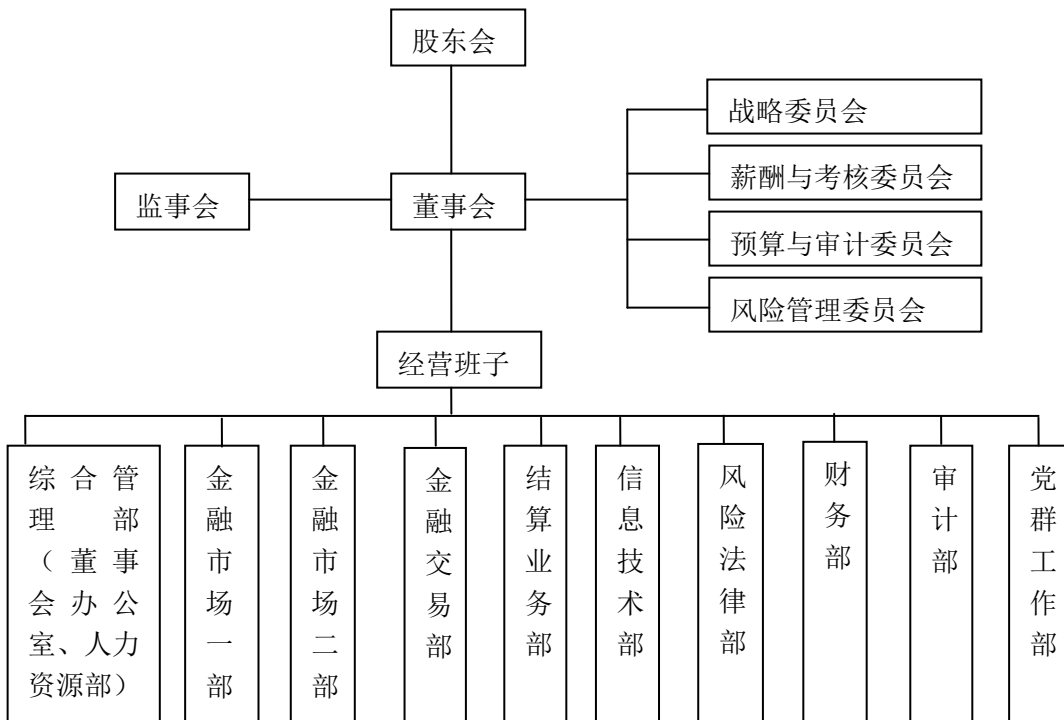 股东会
战略委员会
薪酬与考核委员会
监事会
董事会
预算与审计委员会
风险管理委员会
经营班子
综合管
理部
（董事
会办公
室、人力
资源部）
金融市场一部
金融市场二部
金融交易部
结算业务部
信息技术部
风险法律部
财务部
审计部
党群工作部